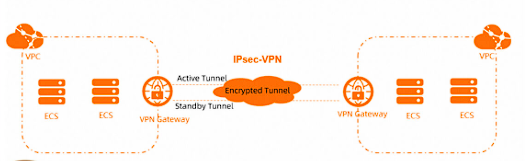 IPsec-VPN
VPC
VPC
Active Tunnel
Encrypted Tunnel
Standby Tunnel
ECS
ECS
VPN Gateway
VPN Gateway
ECS
ECS